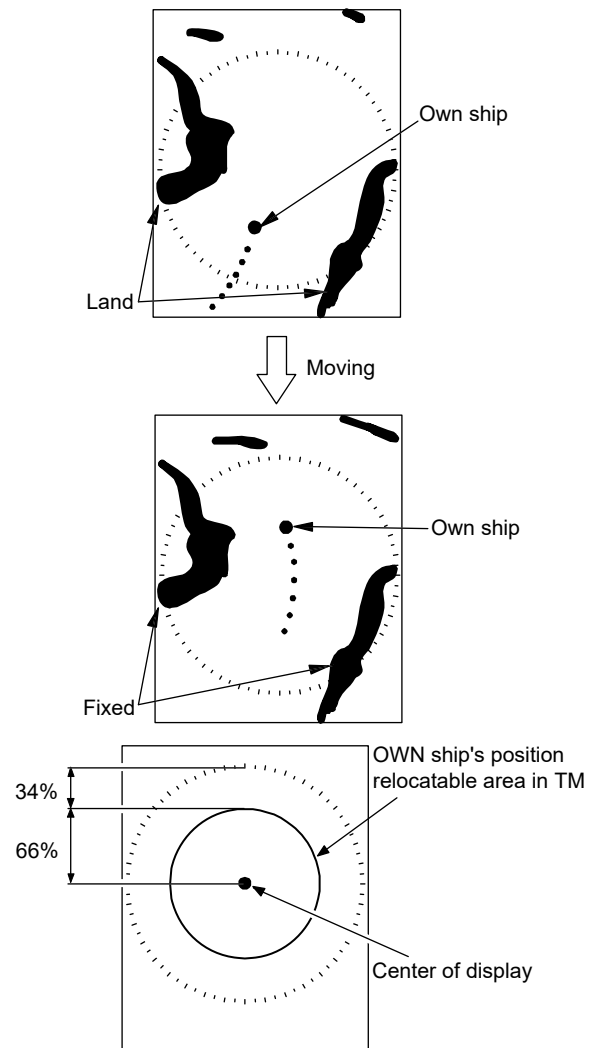 Own ship
Land
Moving
Own ship
Fixed
OWN ship's position
relocatable area in TM
34%
66%
Center of display